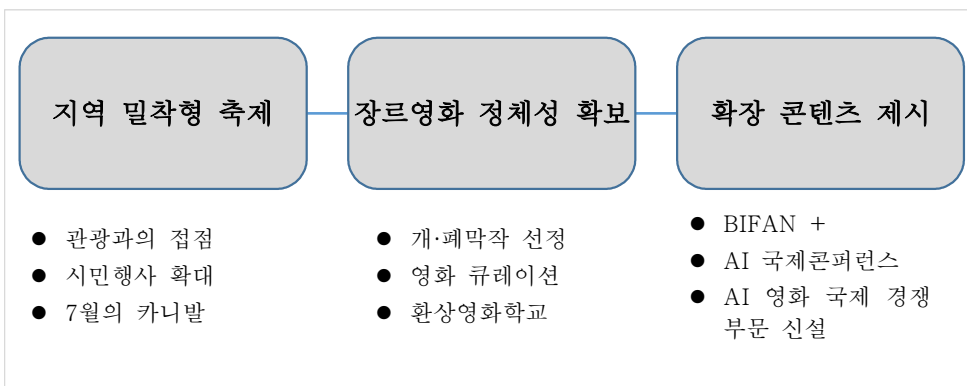 지역 밀착형 축제
장르영화 정체성 확보
확장 콘텐츠 제시
● 관광과의 접점
● 시민행사 확대
● 7월의 카니발
● 개·폐막작 선정
● 영화 큐레이션
● 환상영화학교
● BIFAN +
● AI 국제콘퍼런스
● AI 영화 국제 경쟁
부문 신설